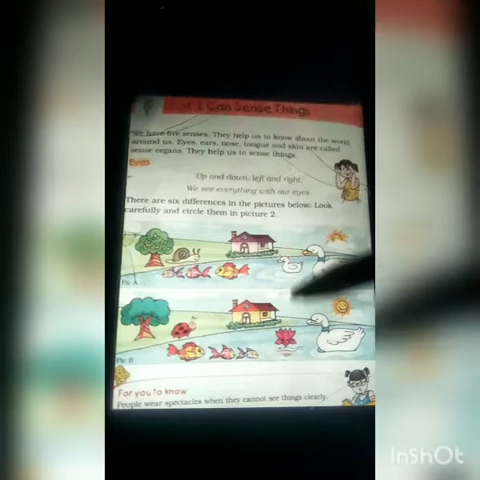 I Can Sense Things
We have five senses. They help us to know about the world
around us. Eyes, ears, nose, tongue and skin are called
sense organs. They help us to sense things.
Eyes
Up and down, left and right,
We see everything with our eyes.
There are six differences in the pictures below. Look
carefully and circle them in picture 2.
Pic A
Pic B
For you to know
People wear spectacles when they cannot see things clearly.
InShOt